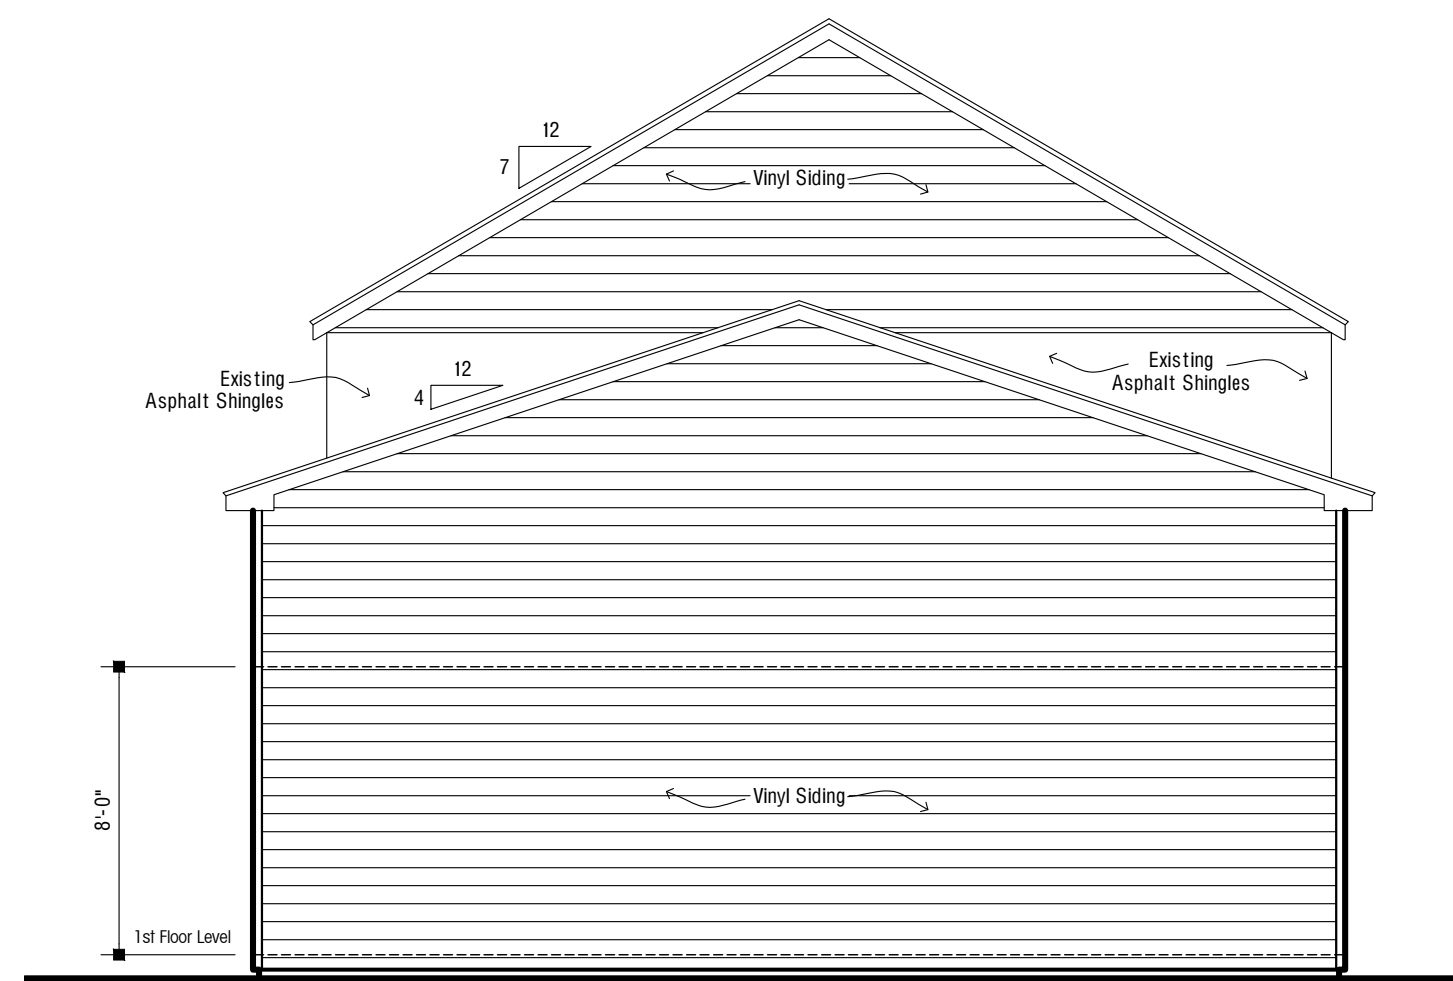 12
7
Vinyl Siding
Existing
Asphalt Shingles
12
4
Existing
Asphalt Shingles
Vinyl Siding
8'-0"
1st Floor Level